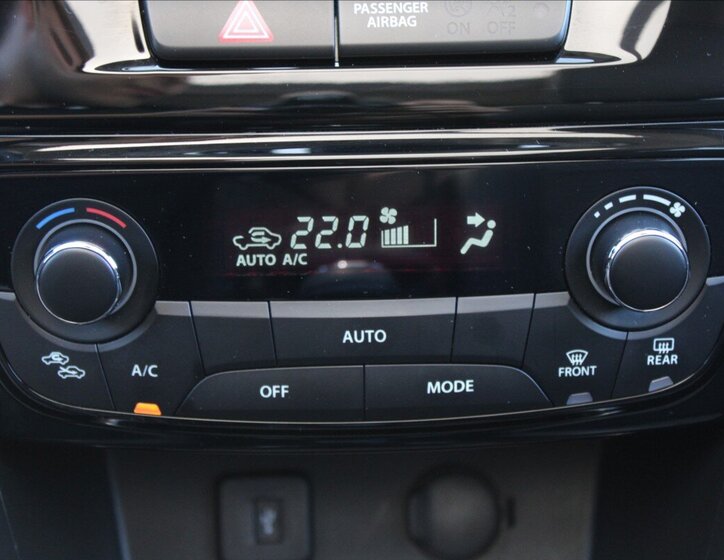 PASSENGER
AIRBAG
ON OFF
22.0
AUTO A/C
AUTO
A/C
OFF
MODE
FRONT
REAR